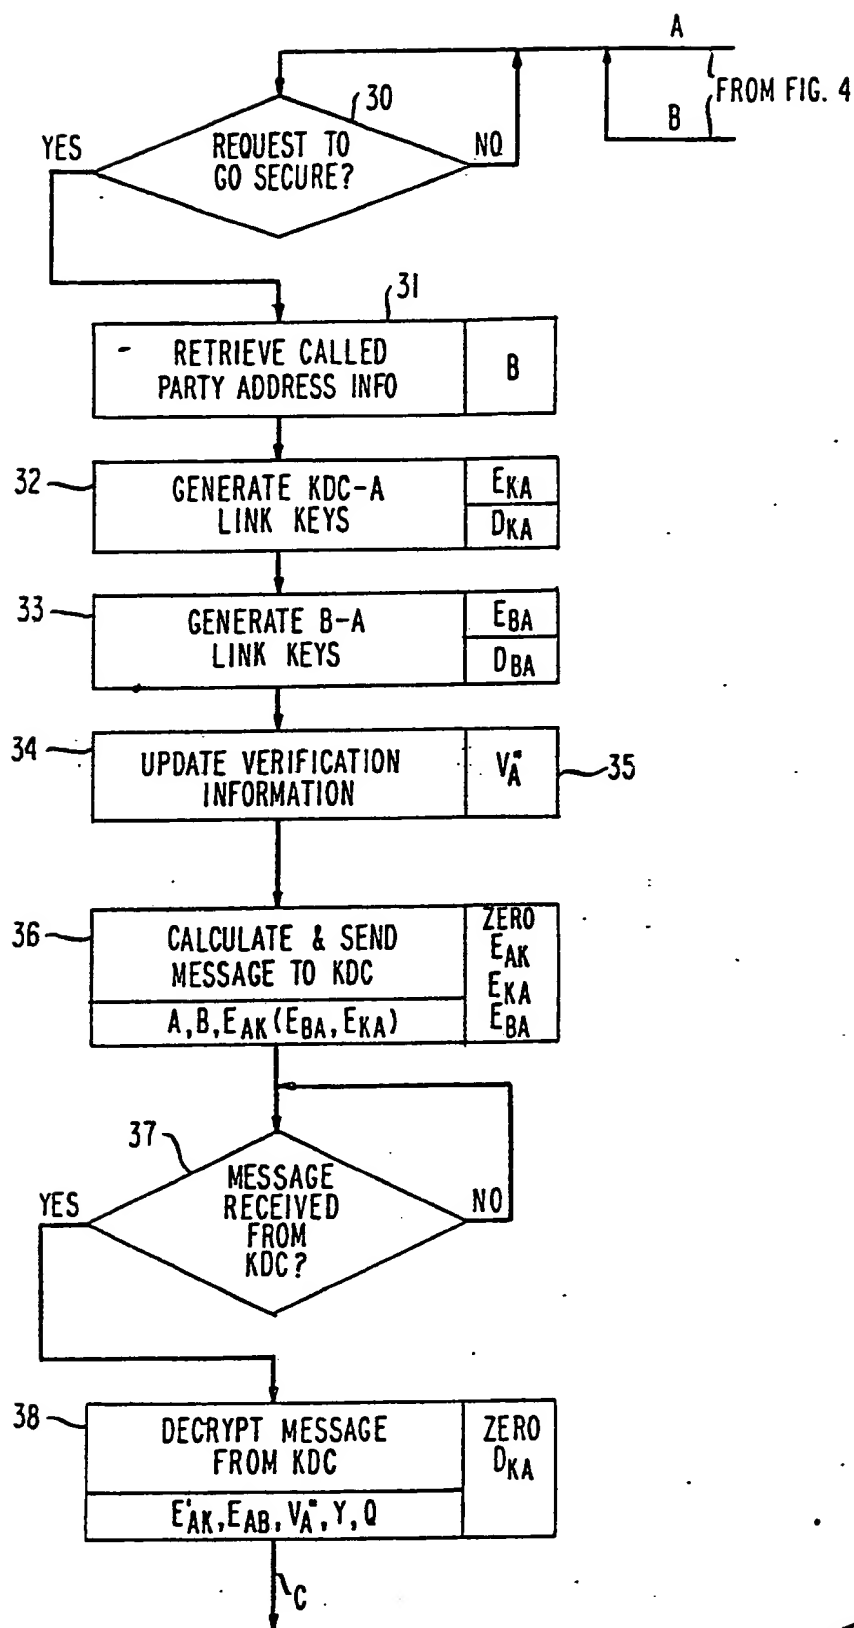 A
FROM FIG. 4
B
30
YES
REQUEST TO
GO SECURE?
NO
31
RETRIEVE CALLED
PARTY ADDRESS INFO
B
32
GENERATE KDC-A
LINK KEYS
EKA
DKA
33
GENERATE B-A
LINK KEYS
EBA
DBA
34
UPDATE VERIFICATION
INFORMATION
VA"
35
36
CALCULATE & SEND
MESSAGE TO KDC
ZERO
EAK
EKA
EBA
A, B, EAK (EBA, EKA)
37
YES
MESSAGE
RECEIVED
FROM
KDC?
NO
38
DECRYPT MESSAGE
FROM KDC
ZERO
DKA
E'AK, EAB, VA", Y, Q
C